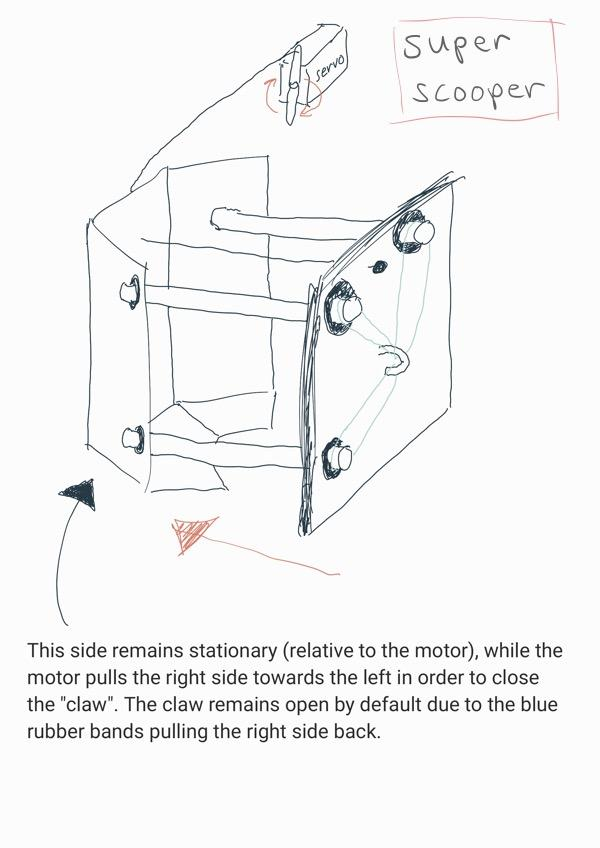 super
scooper
servo
This side remains stationary (relative to the motor), while the
motor pulls the right side towards the left in order to close
the "claw". The claw remains open by default due to the blue
rubber bands pulling the right side back.